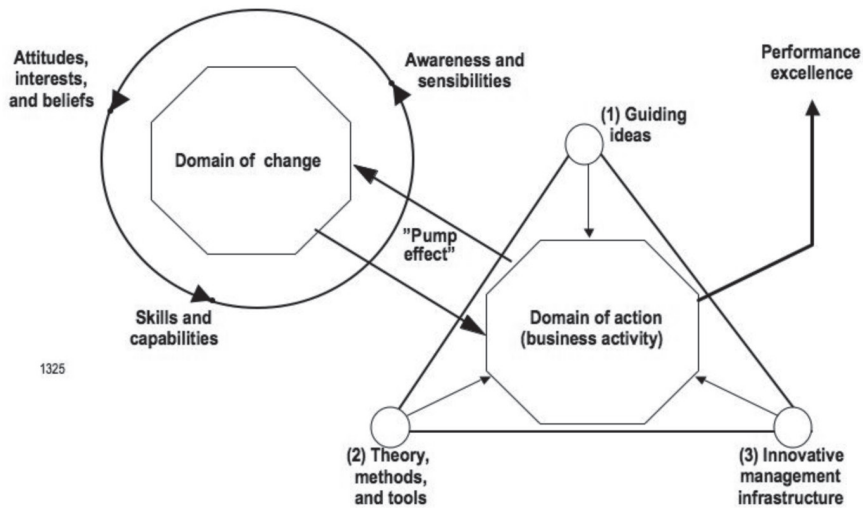 Attitudes,
interests,
and beliefs
Awareness and
sensibilities
Performance
excellence
(1) Guiding
ideas
Domain of change
"Pump
effect"
Domain of action
(business activity)
Skills and
capabilities
1325
(2) Theory,
methods,
and tools
(3) Innovative
management
infrastructure